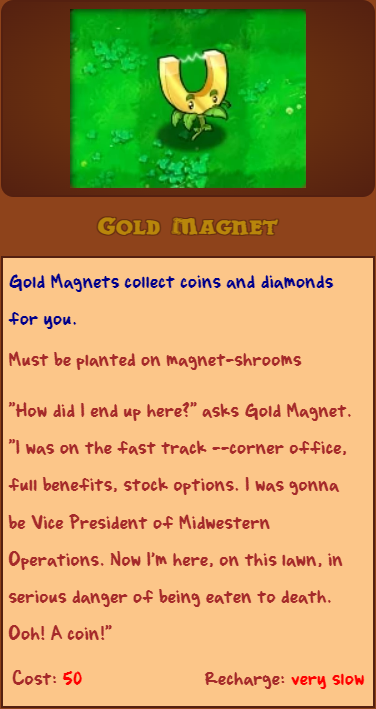 Gold Magnet
Gold Magnets collect coins and diamonds
for you.
Must be planted on magnet-shrooms
"How did I end up here?" asks Gold Magnet.
"I was on the fast track --corner office,
full benefits, stock options. I was gonna
be Vice President of Midwestern
Operations. Now I'm here, on this lawn, in
serious danger of being eaten to death.
Ooh! A coin!"
Cost: 50 Recharge: very slow